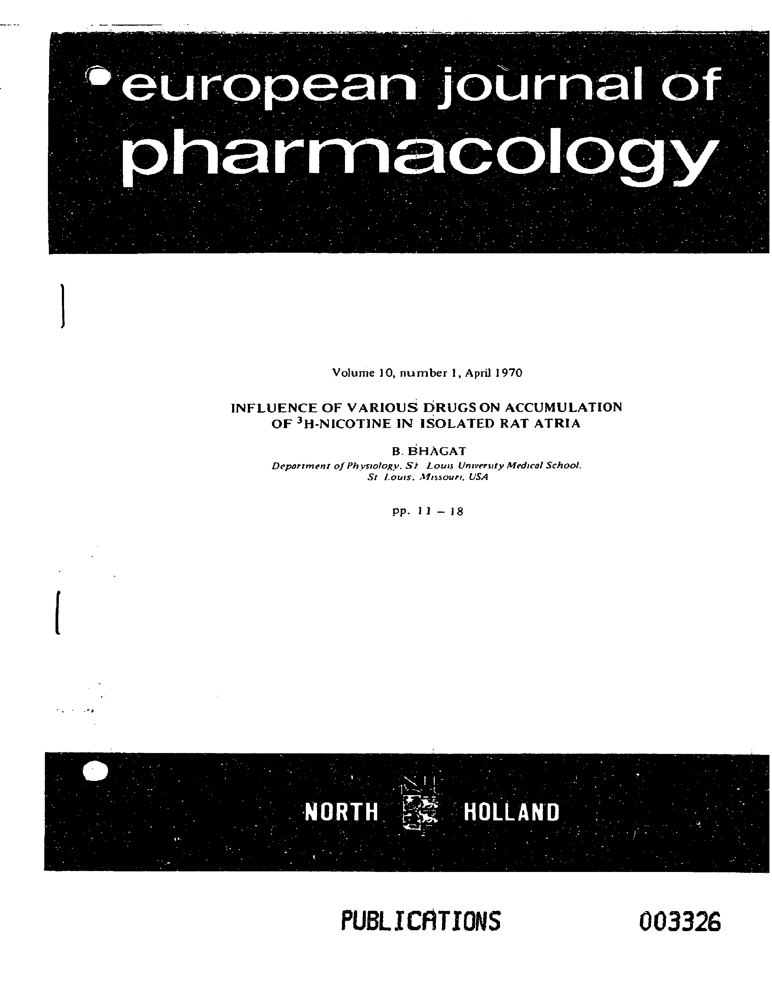 european journal of
pharmacology
Volume 10, number 1, April 1970
INFLUENCE OF VARIOUS DRUGS ON ACCUMULATION
OF ³H-NICOTINE IN ISOLATED RAT ATRIA
B. BHAGAT
Department of Physiology, St Louis University Medical School,
St Louis, Missouri, USA
pp. 11 – 18
NORTH HOLLAND
PUBLICATIONS 003326